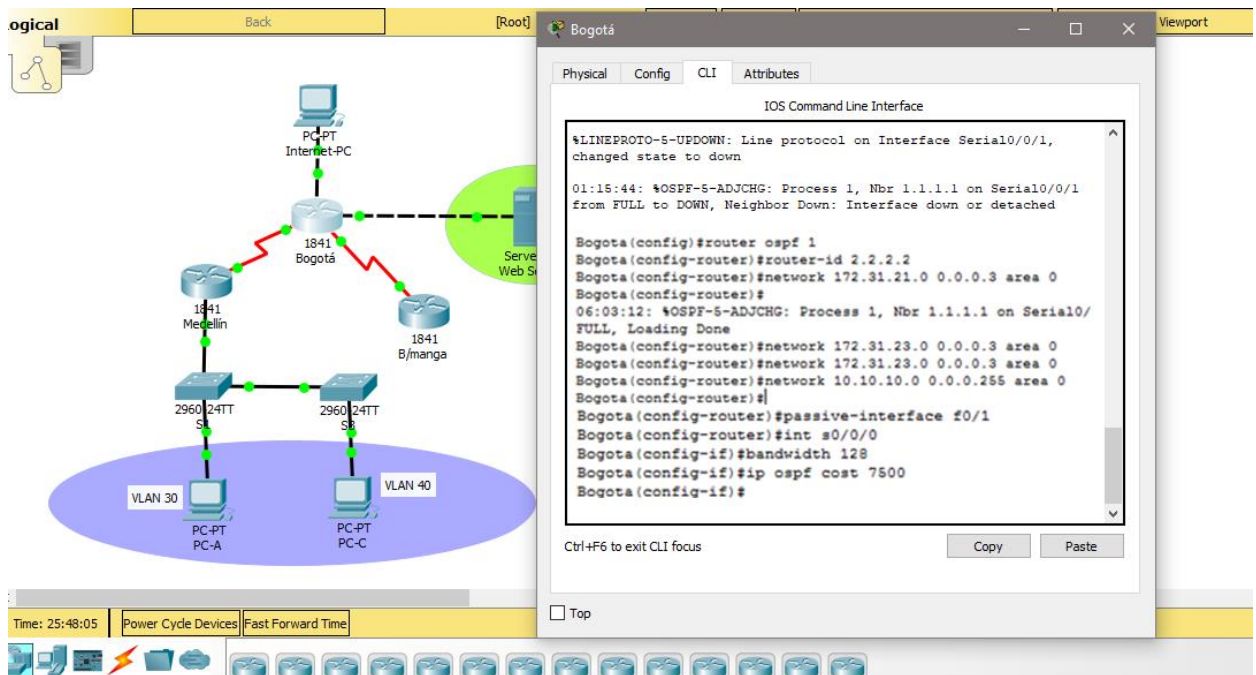 ogical
Back
[Root]
Viewport
PC-PT
Internet-PC
1841
Bogotá
Serve
Web Se
1841
Medellín
1841
B/manga
2960-24TT
S1
2960-24TT
S3
VLAN 30
VLAN 40
PC-PT
PC-A
PC-PT
PC-C
Time: 25:48:05
Power Cycle Devices
Fast Forward Time
Bogotá
Physical
Config
CLI
Attributes
IOS Command Line Interface
%LINEPROTO-5-UPDOWN: Line protocol on Interface Serial0/0/1,
changed state to down
01:15:44: %OSPF-5-ADJCHG: Process 1, Nbr 1.1.1.1 on Serial0/0/1
from FULL to DOWN, Neighbor Down: Interface down or detached
Bogota(config)#router ospf 1
Bogota(config-router)#router-id 2.2.2.2
Bogota(config-router)#network 172.31.21.0 0.0.0.3 area 0
Bogota(config-router)#
06:03:12: %OSPF-5-ADJCHG: Process 1, Nbr 1.1.1.1 on Serial0/
FULL, Loading Done
Bogota(config-router)#network 172.31.23.0 0.0.0.3 area 0
Bogota(config-router)#network 172.31.23.0 0.0.0.3 area 0
Bogota(config-router)#network 10.10.10.0 0.0.0.255 area 0
Bogota(config-router)#
Bogota(config-router)#passive-interface f0/1
Bogota(config-router)#int s0/0/0
Bogota(config-if)#bandwidth 128
Bogota(config-if)#ip ospf cost 7500
Bogota(config-if)#
Ctrl+F6 to exit CLI focus
Copy
Paste
Top